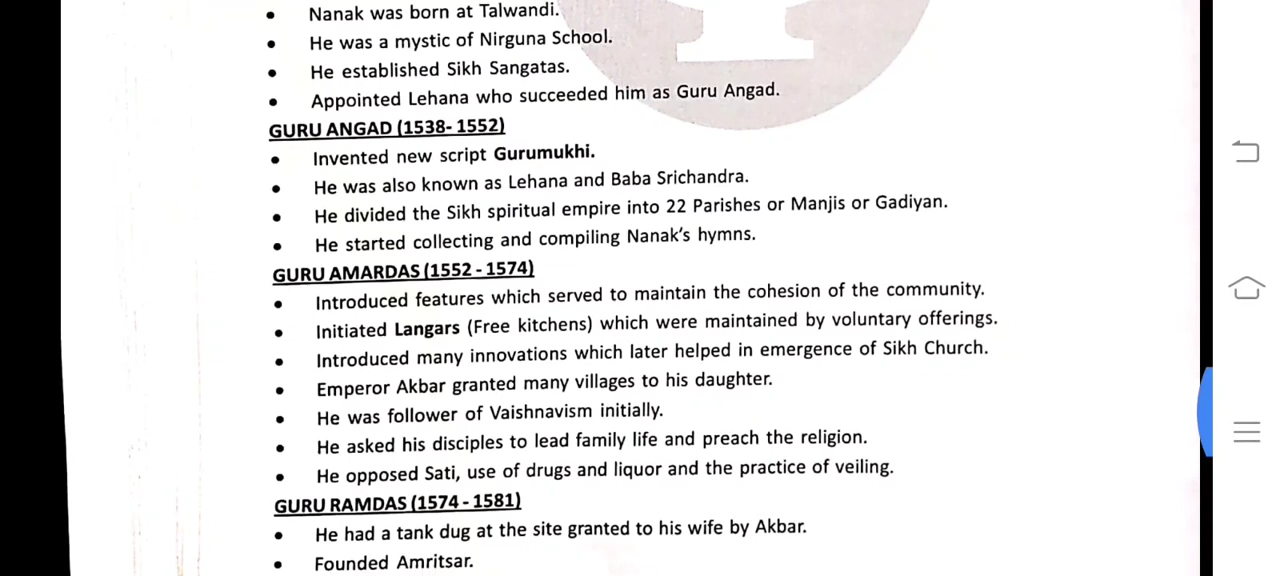 • Nanak was born at Talwandi.
• He was a mystic of Nirguna School.
• He established Sikh Sangatas.
• Appointed Lehana who succeeded him as Guru Angad.
GURU ANGAD (1538- 1552)
• Invented new script Gurumukhi.
• He was also known as Lehana and Baba Srichandra.
• He divided the Sikh spiritual empire into 22 Parishes or Manjis or Gadiyan.
• He started collecting and compiling Nanak's hymns.
GURU AMARDAS (1552 - 1574)
• Introduced features which served to maintain the cohesion of the community.
• Initiated Langars (Free kitchens) which were maintained by voluntary offerings.
• Introduced many innovations which later helped in emergence of Sikh Church.
• Emperor Akbar granted many villages to his daughter.
• He was follower of Vaishnavism initially.
• He asked his disciples to lead family life and preach the religion.
• He opposed Sati, use of drugs and liquor and the practice of veiling.
GURU RAMDAS (1574 - 1581)
• He had a tank dug at the site granted to his wife by Akbar.
• Founded Amritsar.